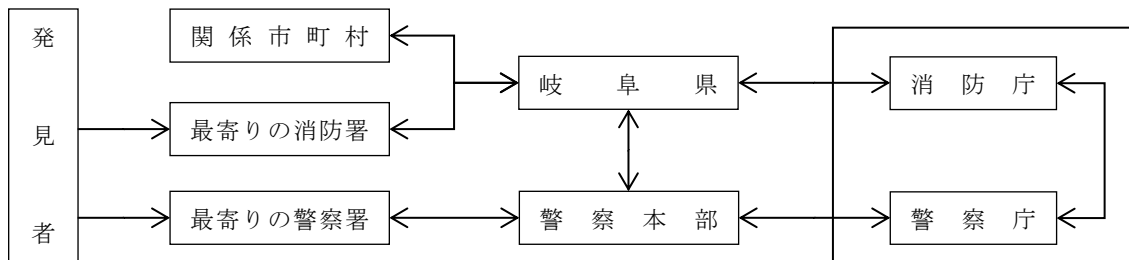 発見者
関係市町村
最寄りの消防署
最寄りの警察署
岐阜県
警察本部
消防庁
警察庁